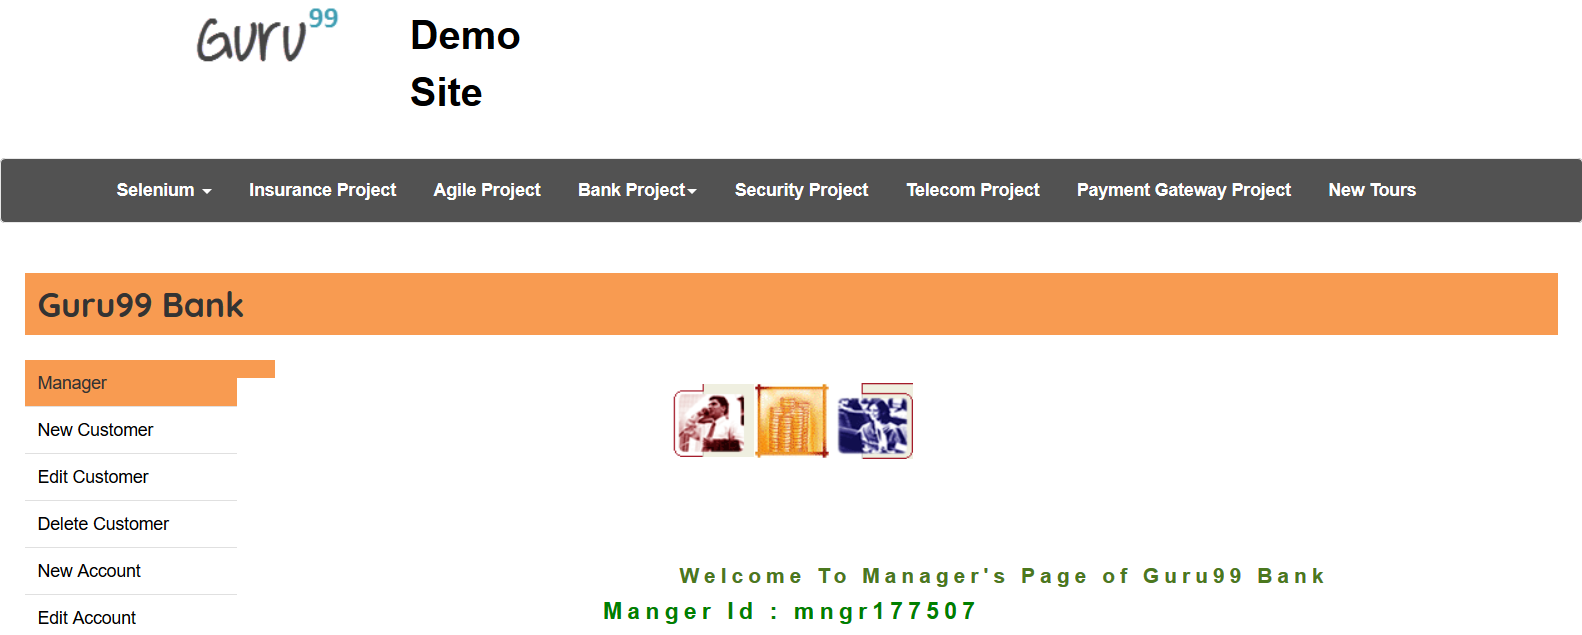 Guru99
Demo
Site
Selenium Insurance Project Agile Project Bank Project Security Project Telecom Project Payment Gateway Project New Tours
Guru99 Bank
Manager
New Customer
Edit Customer
Delete Customer
New Account
Edit Account
Welcome To Manager's Page of Guru99 Bank
Manger Id : mngr177507